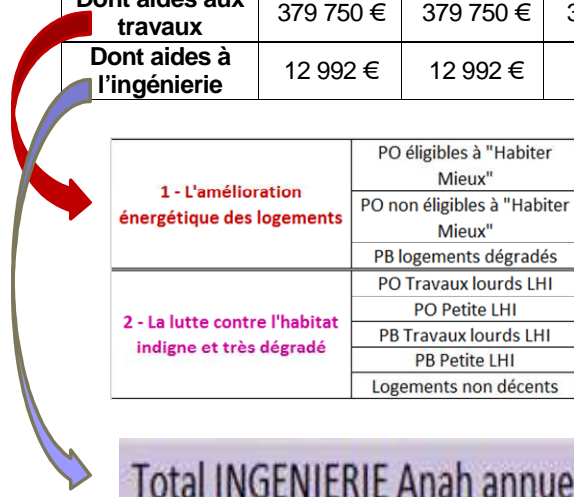 Dont aides aux
travaux
379 750 €
379 750 €
Dont aides à
l'ingénierie
12 992 €
12 992 €
1 - L'amélioration
énergétique des logements
PO éligibles à "Habiter
Mieux"
PO non éligibles à "Habiter
Mieux"
PB logements dégradés
2 - La lutte contre l'habitat
indigne et très dégradé
PO Travaux lourds LHI
PO Petite LHI
PB Travaux lourds LHI
PB Petite LHI
Logements non décents
Total INGENIERIE Anah annue